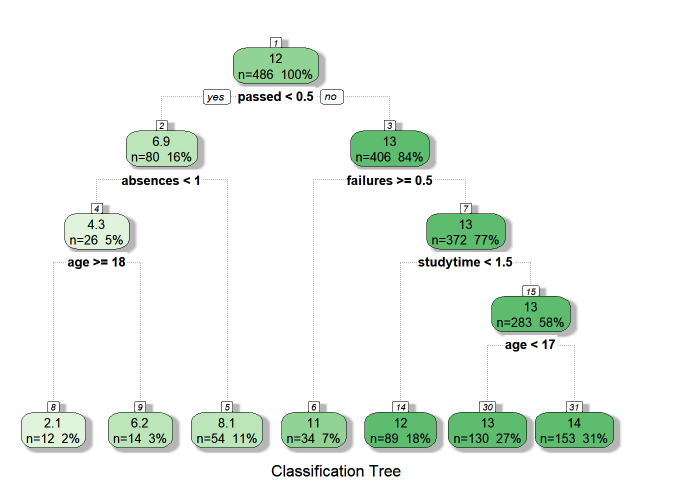 1
12
n=486 100%
yes passed < 0.5 no
2
6.9
n=80 16%
3
13
n=406 84%
absences < 1
failures >= 0.5
4
4.3
n=26 5%
7
13
n=372 77%
age >= 18
studytime < 1.5
15
13
n=283 58%
age < 17
8
2.1
n=12 2%
9
6.2
n=14 3%
5
8.1
n=54 11%
6
11
n=34 7%
14
12
n=89 18%
30
13
n=130 27%
31
14
n=153 31%
Classification Tree